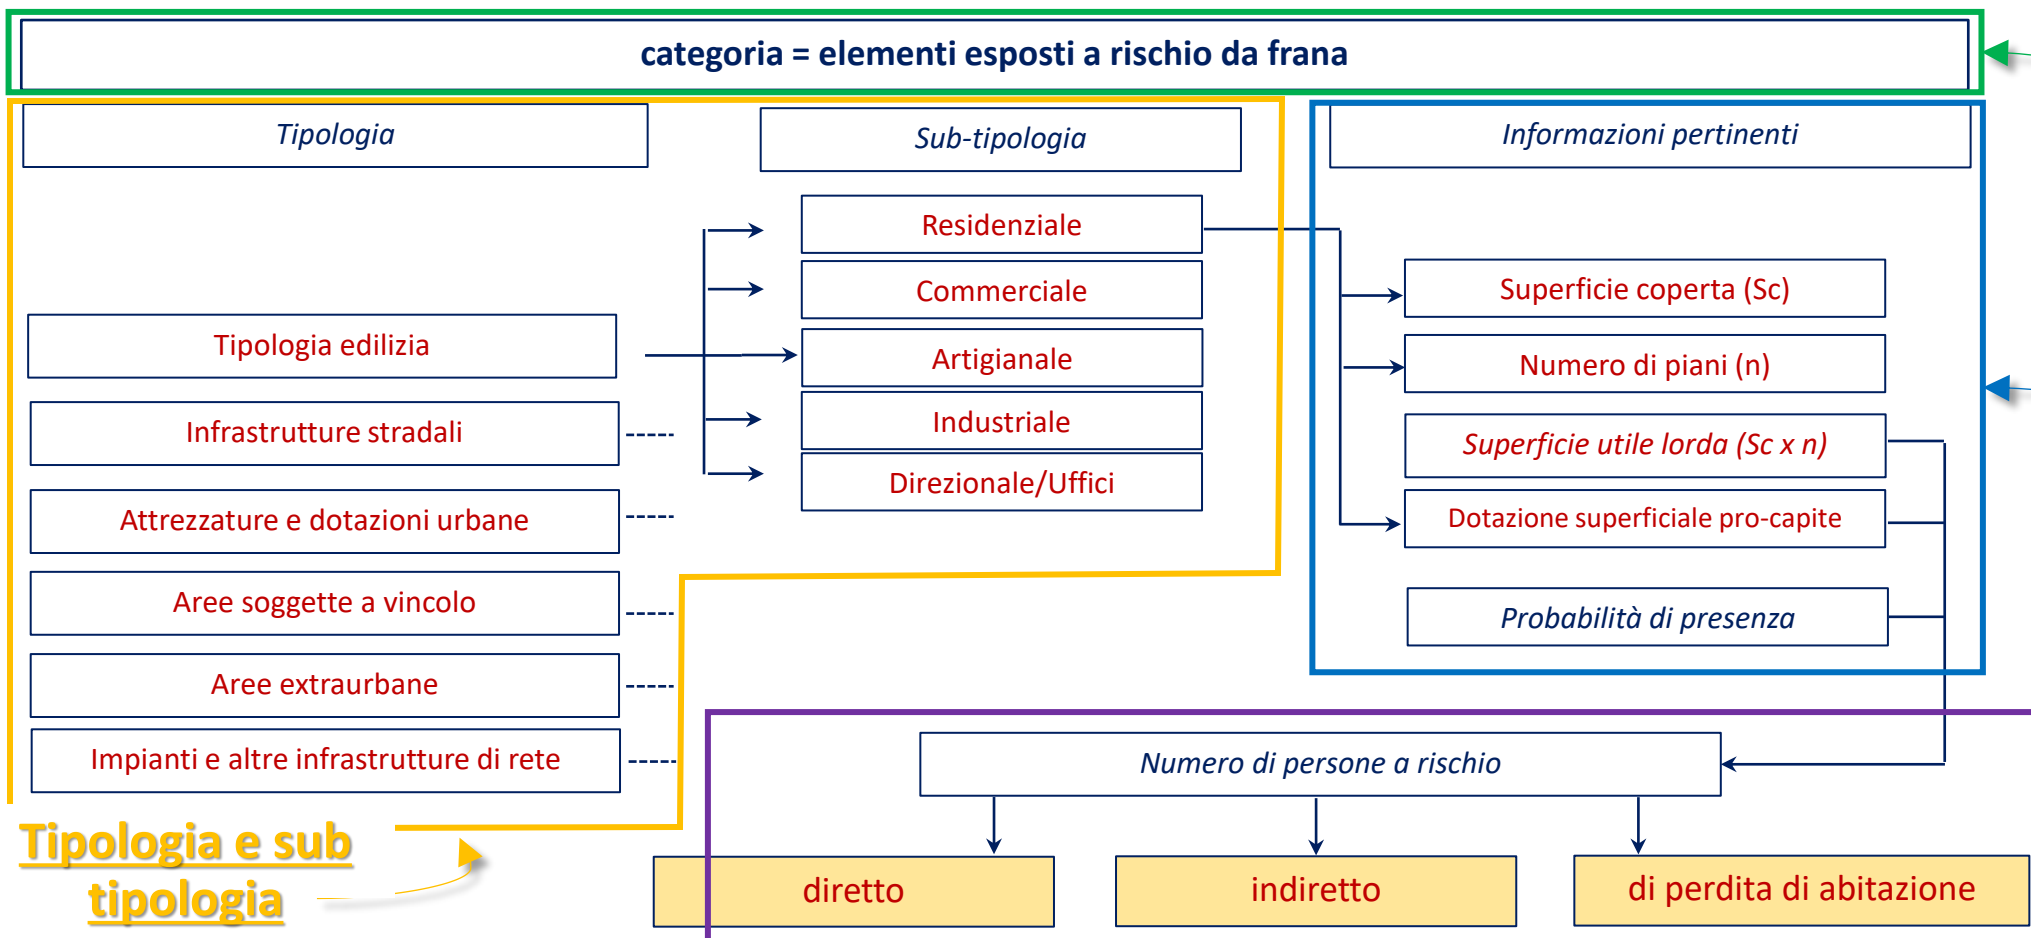 categoria = elementi esposti a rischio da frana
Tipologia
Sub-tipologia
Informazioni pertinenti
Residenziale
Commerciale
Artigianale
Industriale
Direzionale/Uffici
Tipologia edilizia
Infrastrutture stradali
Attrezzature e dotazioni urbane
Aree soggette a vincolo
Aree extraurbane
Impianti e altre infrastrutture di rete
Superficie coperta (Sc)
Numero di piani (n)
Superficie utile lorda (Sc x n)
Dotazione superficiale pro-capite
Probabilità di presenza
Numero di persone a rischio
diretto
indiretto
di perdita di abitazione
Tipologia e sub
tipologia